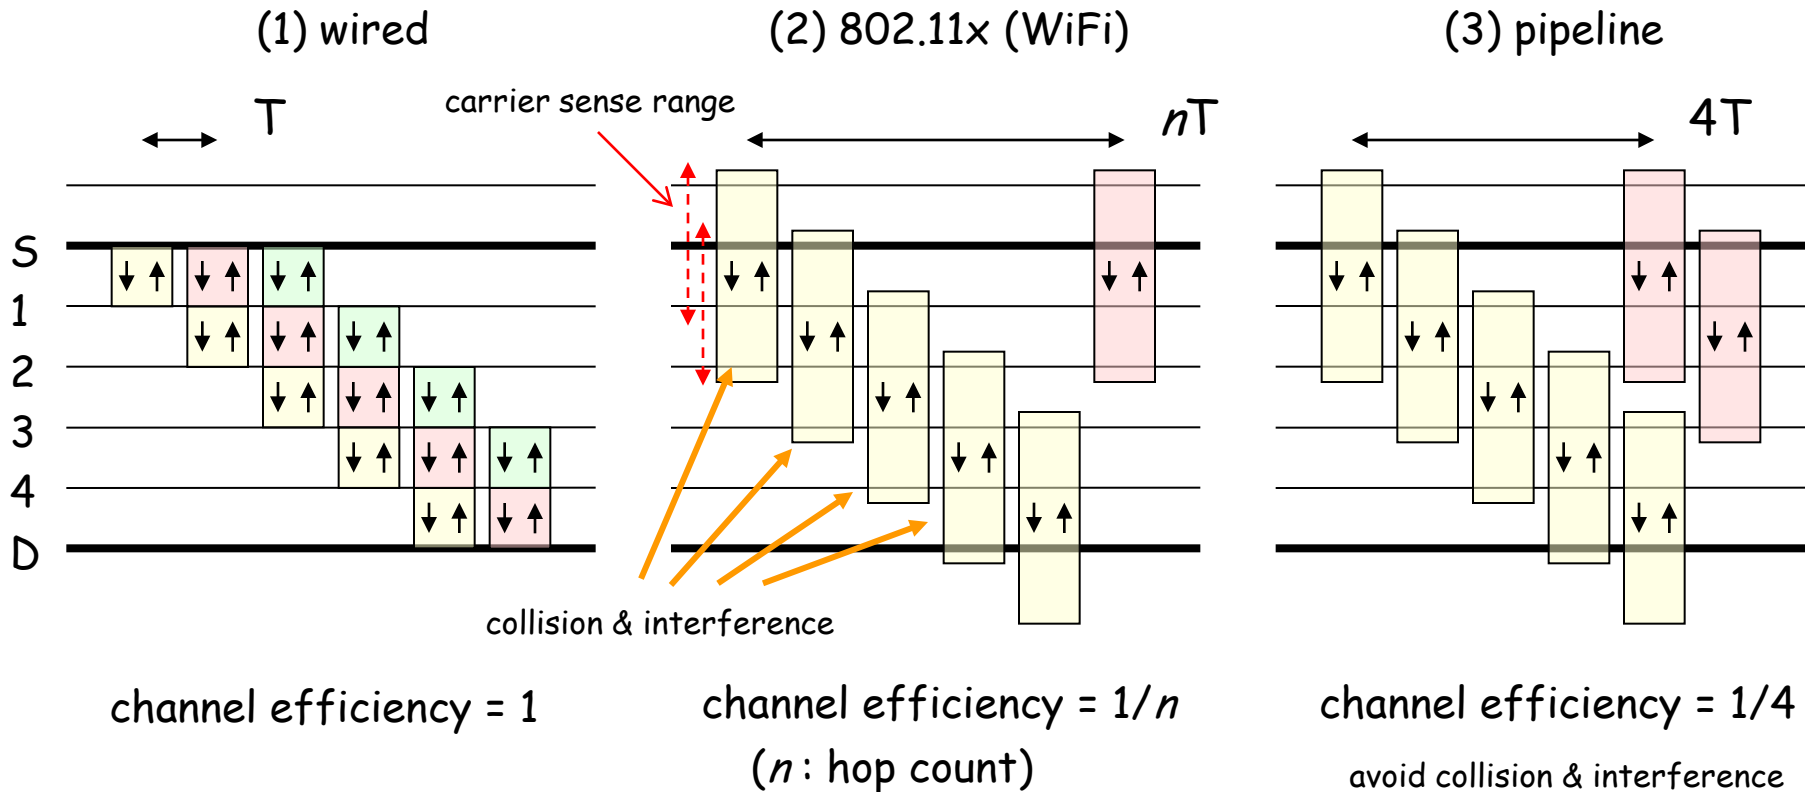 (1) wired
(2) 802.11x (WiFi)
(3) pipeline
T
carrier sense range
nT
4T
S
1
2
3
4
D
collision & interference
channel efficiency = 1
channel efficiency = 1/n
(n : hop count)
channel efficiency = 1/4
avoid collision & interference